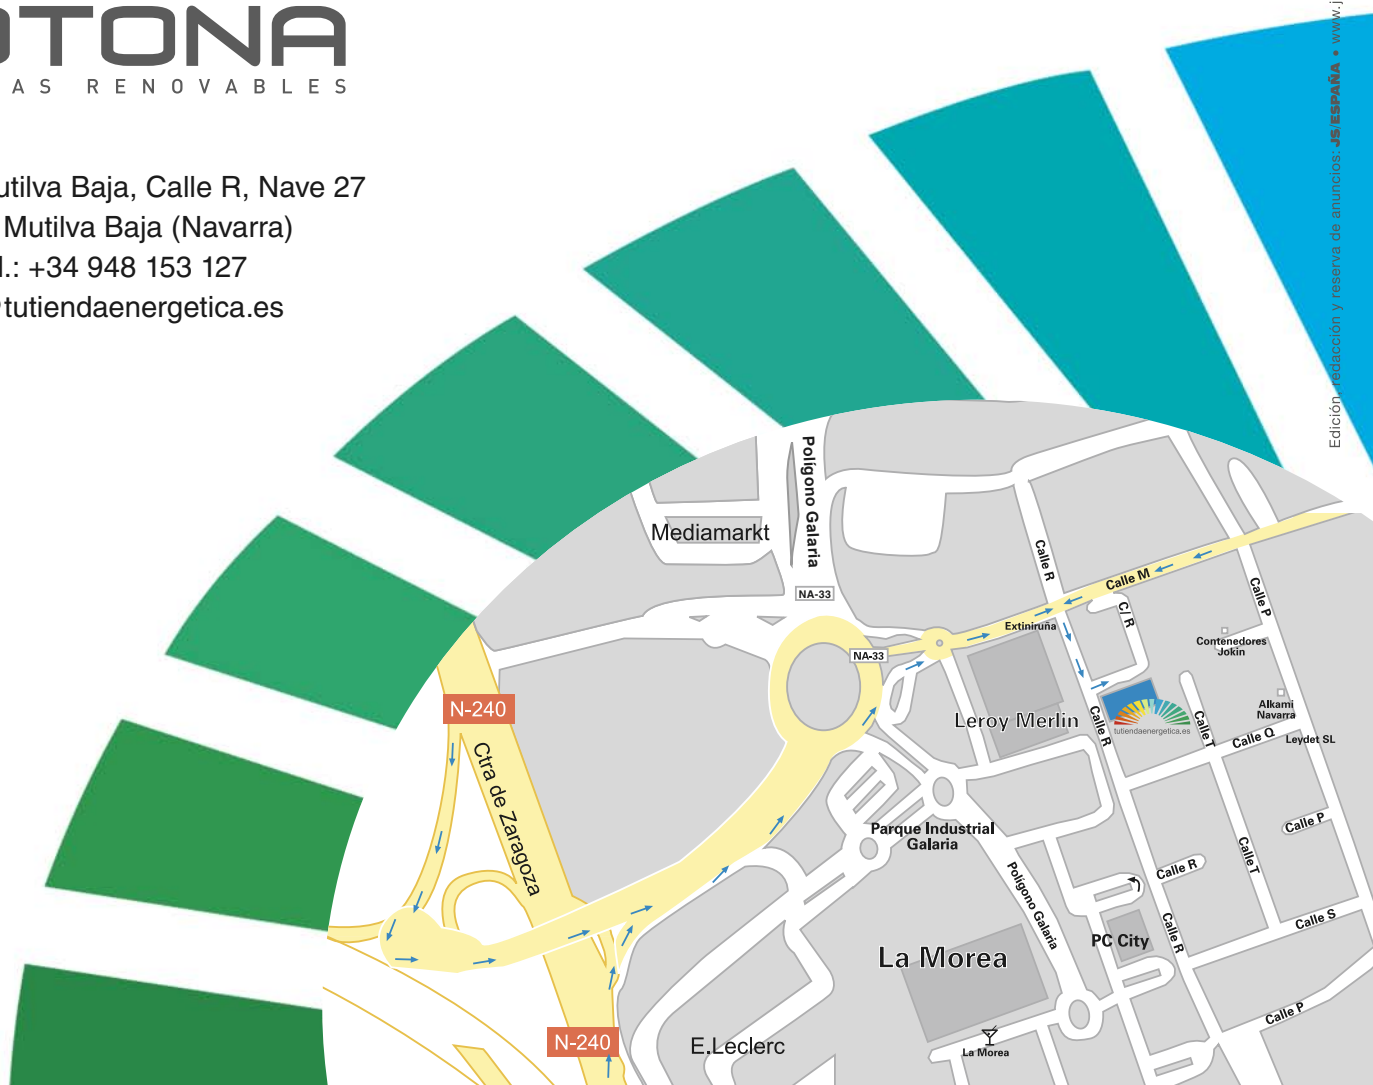 OTONA
AS RENOVABLES
utilva Baja, Calle R, Nave 27
Mutilva Baja (Navarra)
l.: +34 948 153 127
tutiendaenergetica.es
Edición, redacción y reserva de anuncios: JS/ESPAÑA • www.j
Polígono Galaria
Mediamarkt
NA-33
Calle R
Calle M
Calle P
C/ R
Extiniruña
Contenedores
Jokin
NA-33
N-240
Leroy Merlin
Calle R
tutiendaenergetica.es
Calle T
Alkami
Navarra
Calle Q
Leydet SL
Ctra de Zaragoza
Parque Industrial
Galaria
Calle P
Calle T
Calle R
Polígono Galaria
PC City
Calle R
Calle S
La Morea
Calle P
N-240
E.Leclerc
La Morea